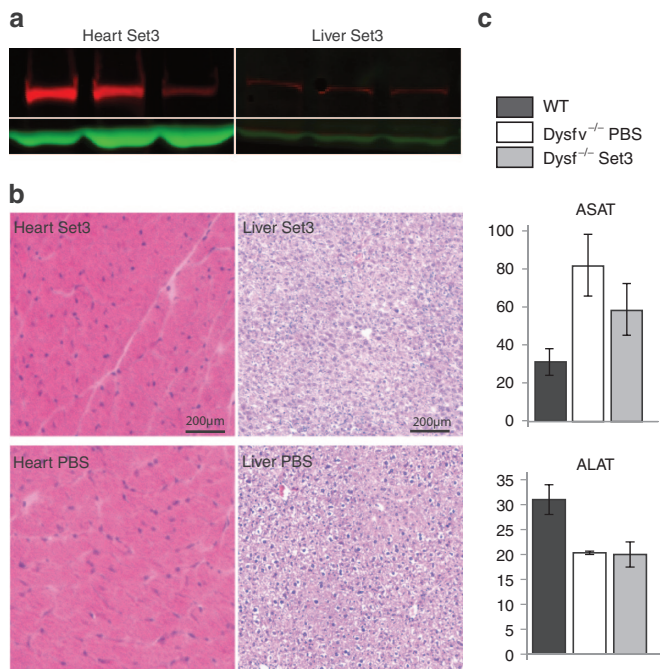 a
Heart Set3 Liver Set3
b
Heart Set3 Liver Set3
200µm 200µm
Heart PBS Liver PBS
c
WT
Dysfv⁻/⁻ PBS
Dysf⁻/⁻ Set3
ASAT
100
80
60
40
20
0
ALAT
35
30
25
20
15
10
5
0